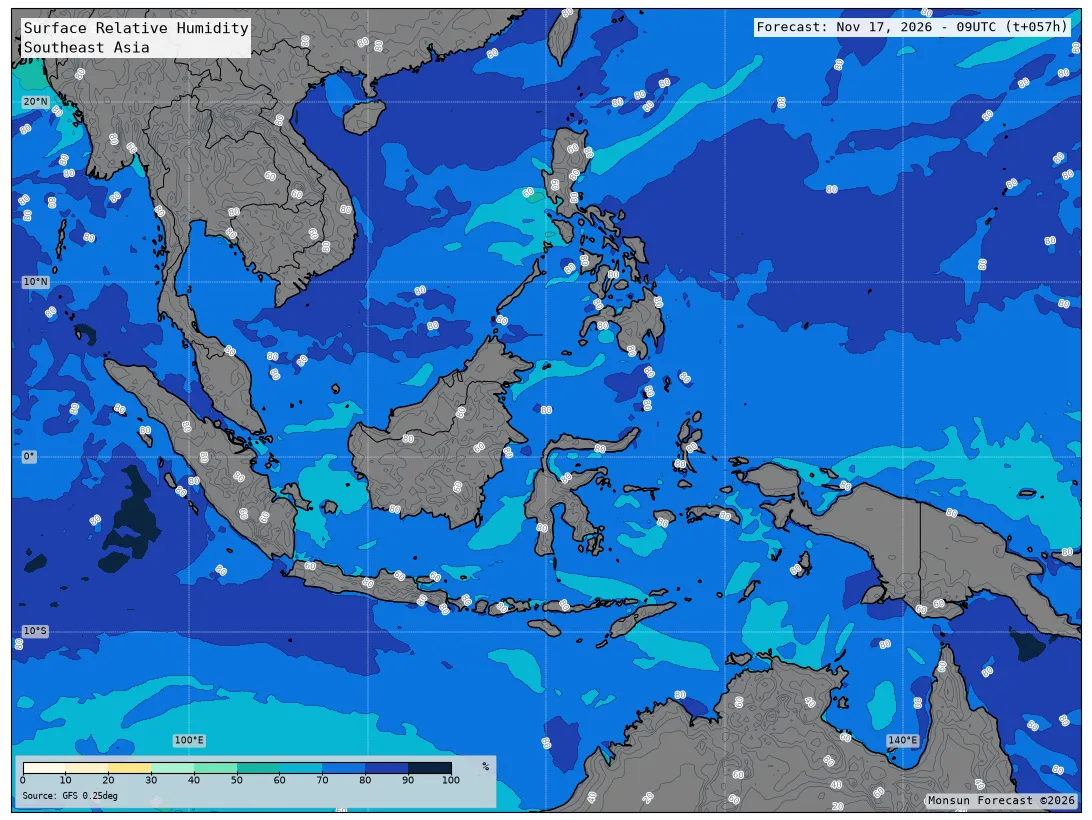 Surface Relative Humidity
Southeast Asia
Forecast: Nov 17, 2026 - 09UTC (t+057h)
20°N
10°N
0°
10°S
100°E
140°E
0 10 20 30 40 50 60 70 80 90 100
%
Source: GFS 0.25deg
Monsun Forecast ©2026